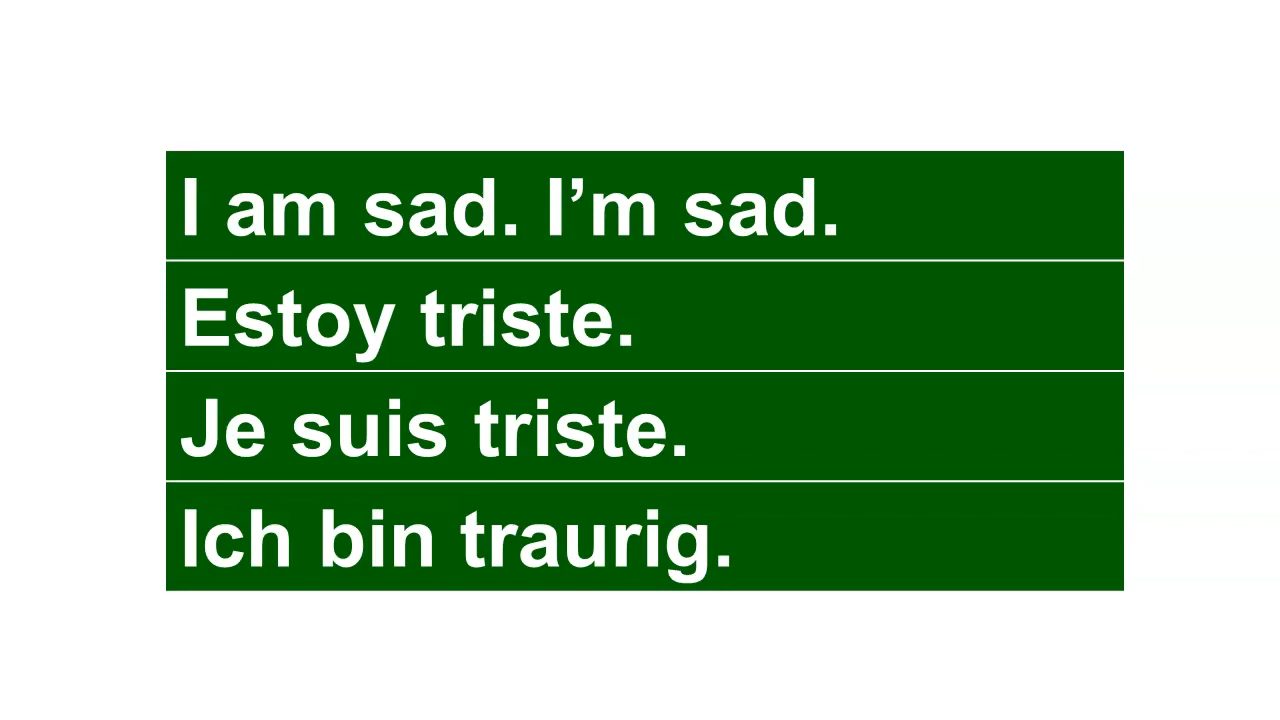 I am sad. I’m sad.
Estoy triste.
Je suis triste.
Ich bin traurig.